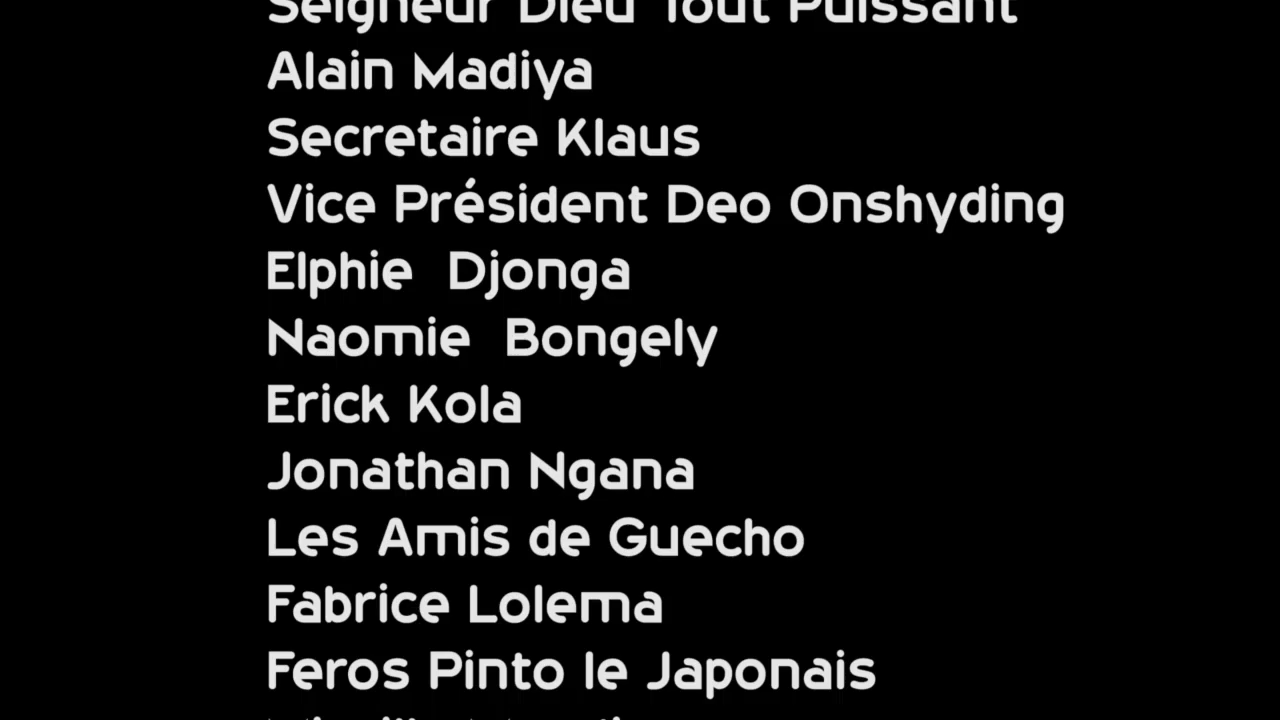 Seigneur Dieu Tout Puissant
Alain Madiya
Secretaire Klaus
Vice Président Deo Onshyding
Elphie  Djonga
Naomie  Bongely
Erick Kola
Jonathan Ngana
Les Amis de Guecho
Fabrice Lolema
Feros Pinto le Japonais